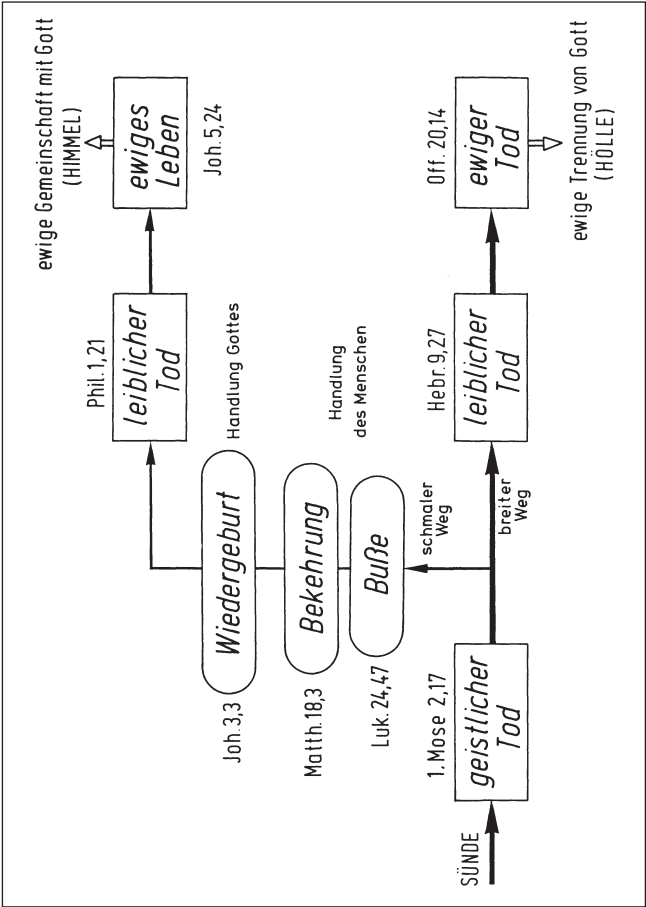 SÜNDE
1.Mose 2,17
geistlicher
Tod
schmaler
Weg
breiter
Weg
Luk.24,47
Buße
Matth.18,3
Bekehrung
Handlung
des Menschen
Joh.3,3
Wiedergeburt
Handlung Gottes
Phil.1,21
leiblicher
Tod
ewiges
Leben
Joh.5,24
ewige Gemeinschaft mit Gott
(HIMMEL)
Hebr.9,27
leiblicher
Tod
Off.20,14
ewiger
Tod
ewige Trennung von Gott
(HÖLLE)